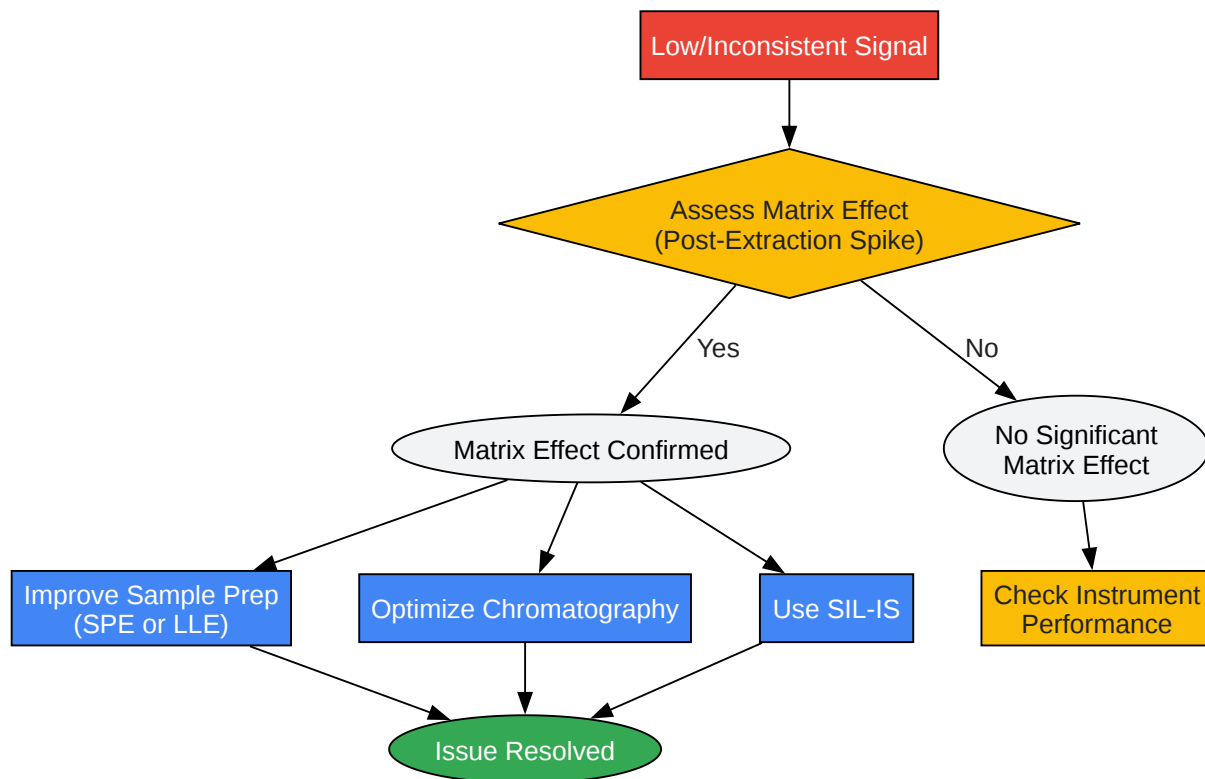 Low/Inconsistent Signal
Assess Matrix Effect
(Post-Extraction Spike)
Yes
No
Matrix Effect Confirmed
No Significant
Matrix Effect
Improve Sample Prep
(SPE or LLE)
Optimize Chromatography
Use SIL-IS
Check Instrument
Performance
Issue Resolved